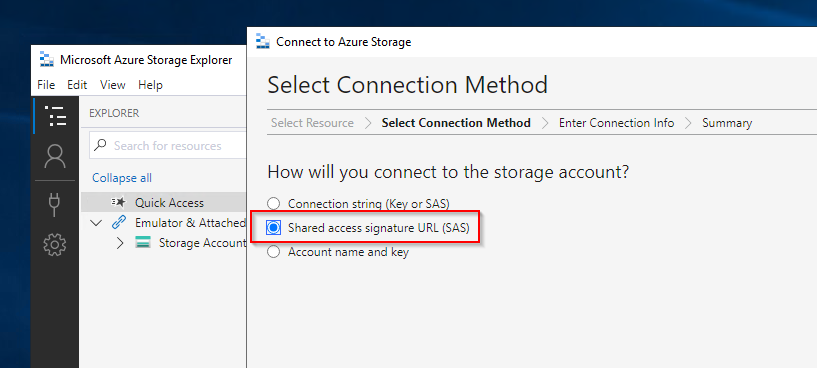 Microsoft Azure Storage Explorer
File Edit View Help
EXPLORER
Search for resources
Collapse all
Quick Access
Emulator & Attached
Storage Account
Connect to Azure Storage
Select Connection Method
Select Resource > Select Connection Method > Enter Connection Info > Summary
How will you connect to the storage account?
Connection string (Key or SAS)
Shared access signature URL (SAS)
Account name and key